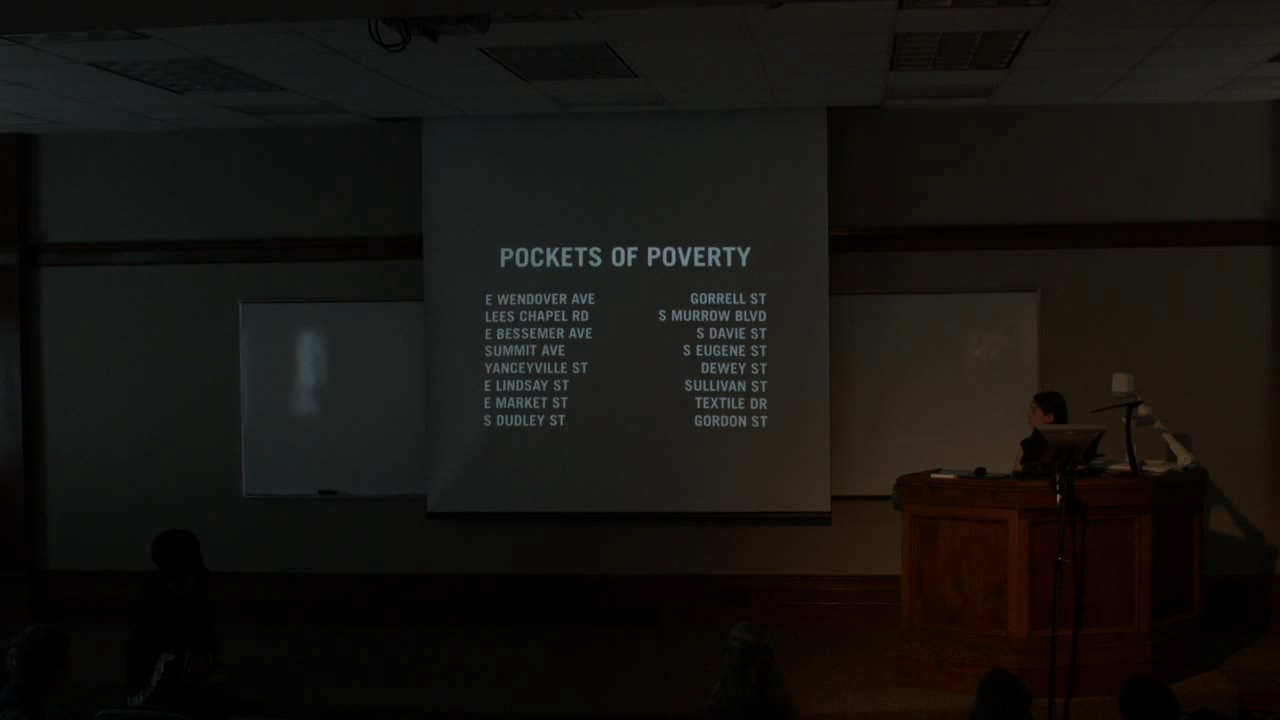 POCKETS OF POVERTY
E WENDOVER AVE
LEES CHAPEL RD
E BESSEMER AVE
SUMMIT AVE
YANCEYVILLE ST
E LINDSAY ST
E MARKET ST
S DUDLEY ST
GORRELL ST
S MURROW BLVD
S DAVIE ST
S EUGENE ST
DEWEY ST
SULLIVAN ST
TEXTILE DR
GORDON ST